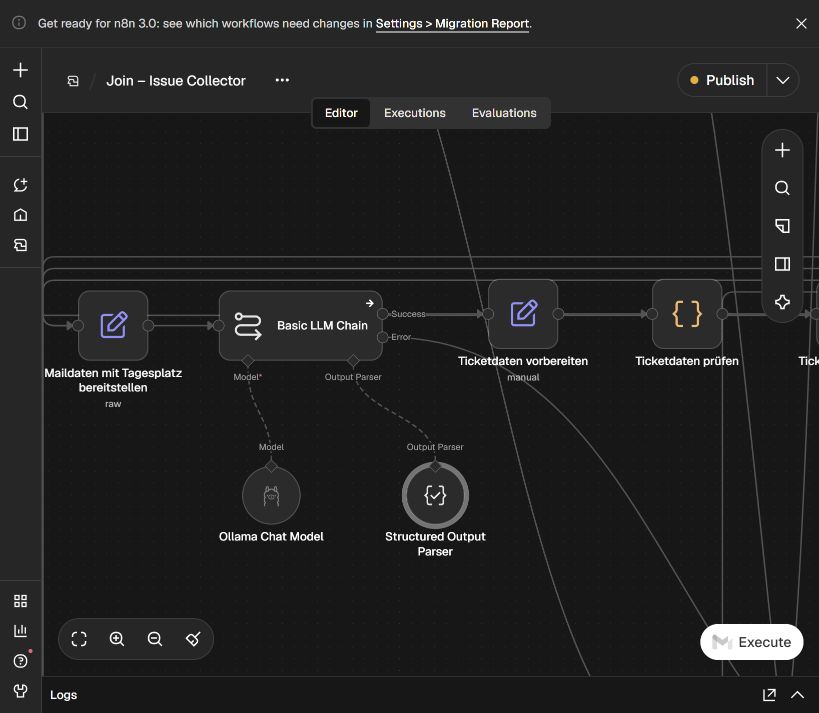 Get ready for n8n 3.0: see which workflows need changes in Settings > Migration Report.
Join – Issue Collector
Publish
Editor
Executions
Evaluations
Success
Error
Basic LLM Chain
Maildaten mit Tagesplatz
bereitstellen
raw
Model*
Output Parser
Ticketdaten vorbereiten
manual
Ticketdaten prüfen
Tick
Model
Output Parser
Ollama Chat Model
Structured Output
Parser
Execute
Logs